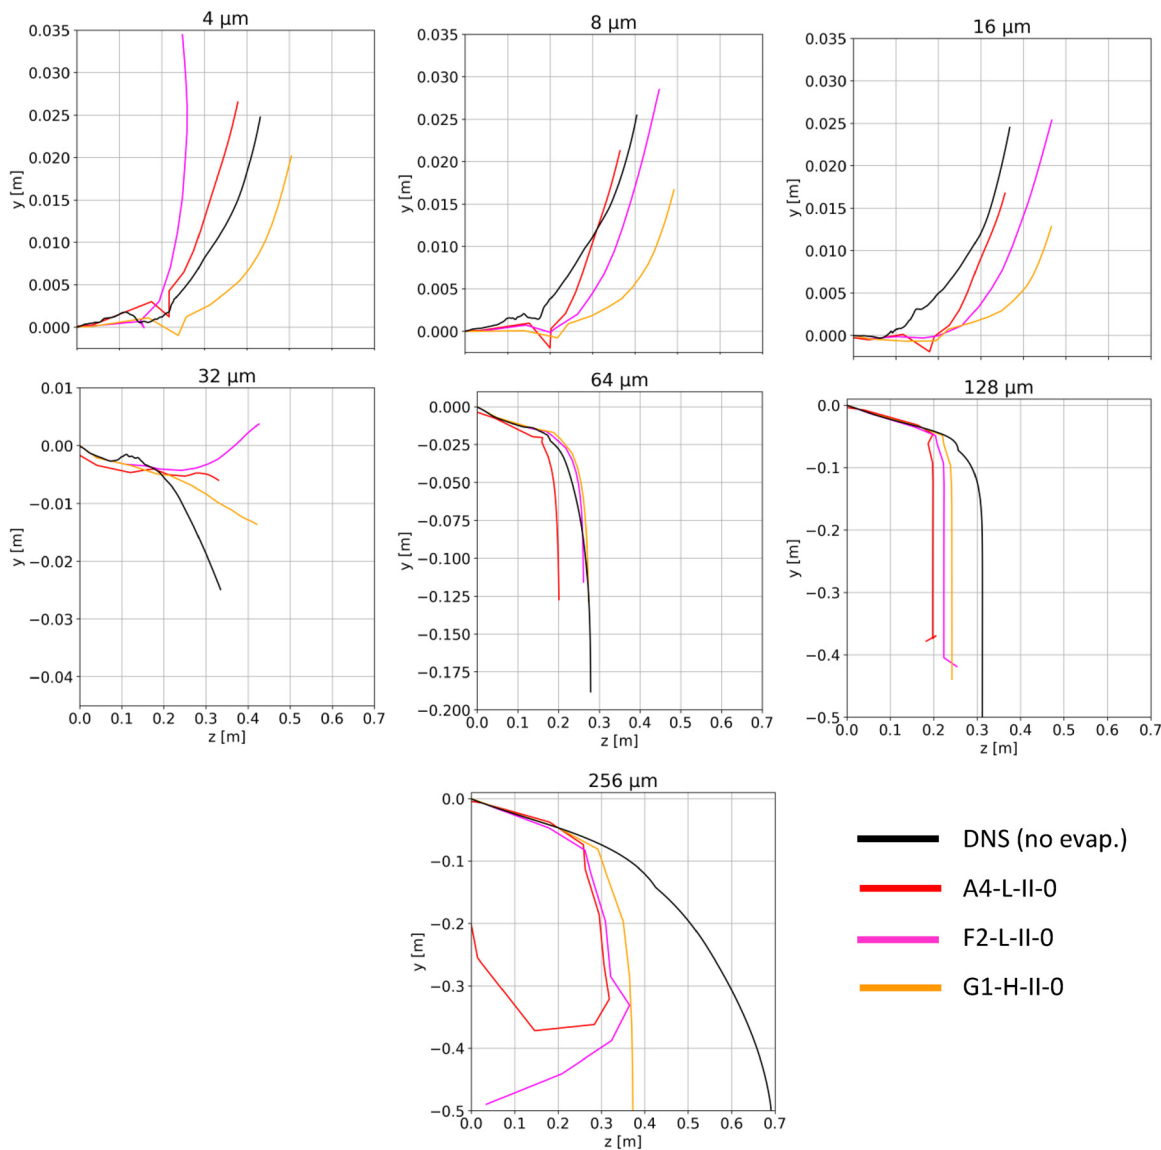 4 μm
0.035
0.030
0.025
0.020
0.015
0.010
0.005
0.000
y [m]
8 μm
0.035
0.030
0.025
0.020
0.015
0.010
0.005
0.000
y [m]
16 μm
0.035
0.030
0.025
0.020
0.015
0.010
0.005
0.000
y [m]
32 μm
0.01
0.00
−0.01
−0.02
−0.03
−0.04
y [m]
0.0 0.1 0.2 0.3 0.4 0.5 0.6 0.7
z [m]
64 μm
0.000
−0.025
−0.050
−0.075
−0.100
−0.125
−0.150
−0.175
−0.200
y [m]
0.0 0.1 0.2 0.3 0.4 0.5 0.6 0.7
z [m]
128 μm
0.0
−0.1
−0.2
−0.3
−0.4
−0.5
y [m]
0.0 0.1 0.2 0.3 0.4 0.5 0.6 0.7
z [m]
256 μm
0.0
−0.1
−0.2
−0.3
−0.4
−0.5
y [m]
0.0 0.1 0.2 0.3 0.4 0.5 0.6 0.7
z [m]
DNS (no evap.)
A4-L-II-0
F2-L-II-0
G1-H-II-0